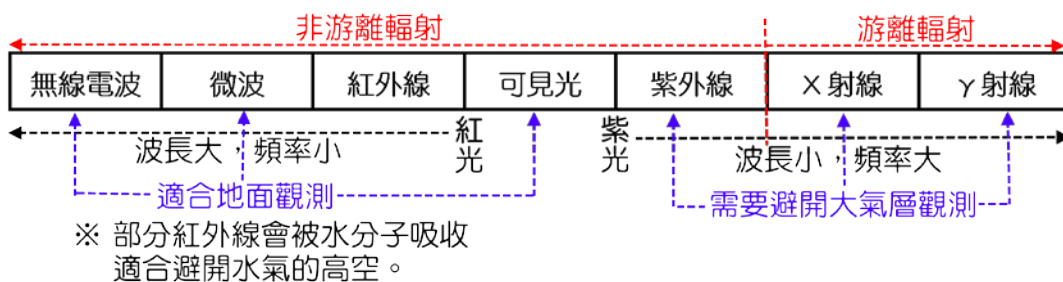 非游離輻射 游離輻射
無線電波 微波 紅外線 可見光 紫外線 X射線 γ射線
波長大,頻率小 紅光 紫光 波長小,頻率大
適合地面觀測 需要避開大氣層觀測
※ 部分紅外線會被水分子吸收
適合避開水氣的高空。